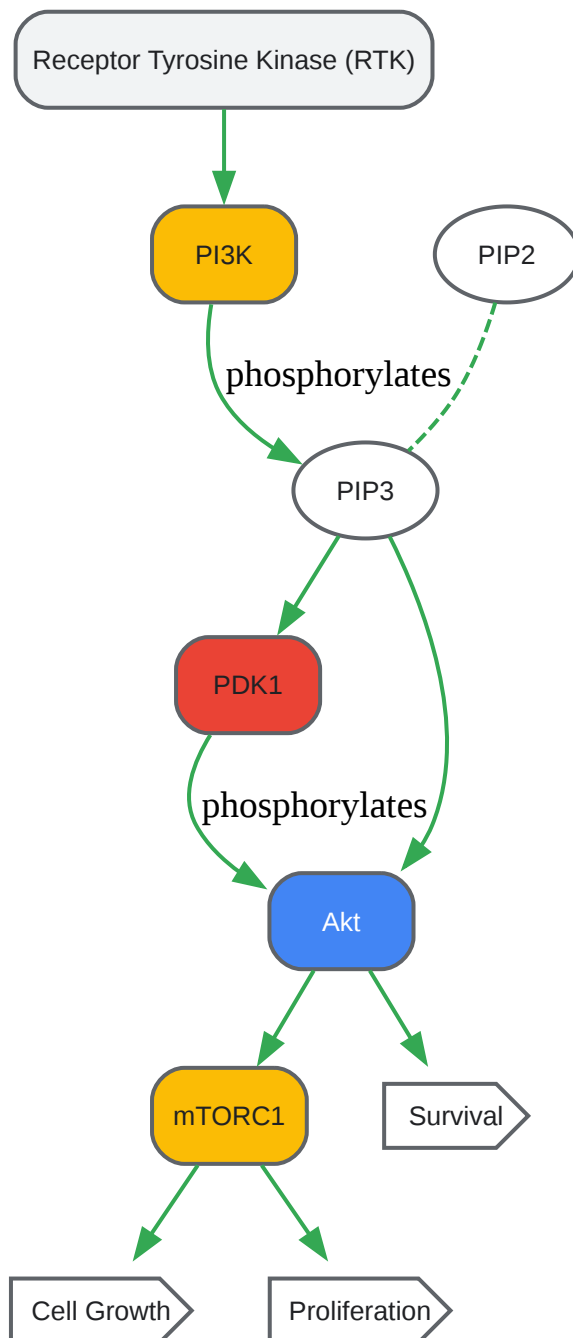 Receptor Tyrosine Kinase (RTK)
PI3K
PIP2
phosphorylates
PIP3
PDK1
phosphorylates
Akt
mTORC1
Survival
Cell Growth
Proliferation